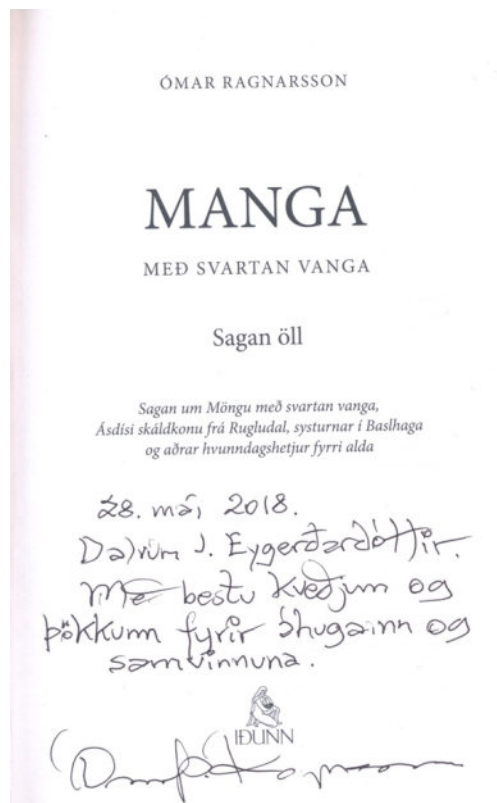 ÓMAR RAGNARSSON
MANGA
MEÐ SVARTAN VANGA
Sagan öll
Sagan um Möngu með svartan vanga,
Ásdísi skáldkonu frá Rugludal, systurnar í Baslhaga
og aðrar hvunndagshetjur fyrri alda
28. maí 2018.
Dalrún J. Eygerðardóttir.
Með bestu kveðjum og
þökkum fyrir áhugann og
samvinnuna.
IÐUNN